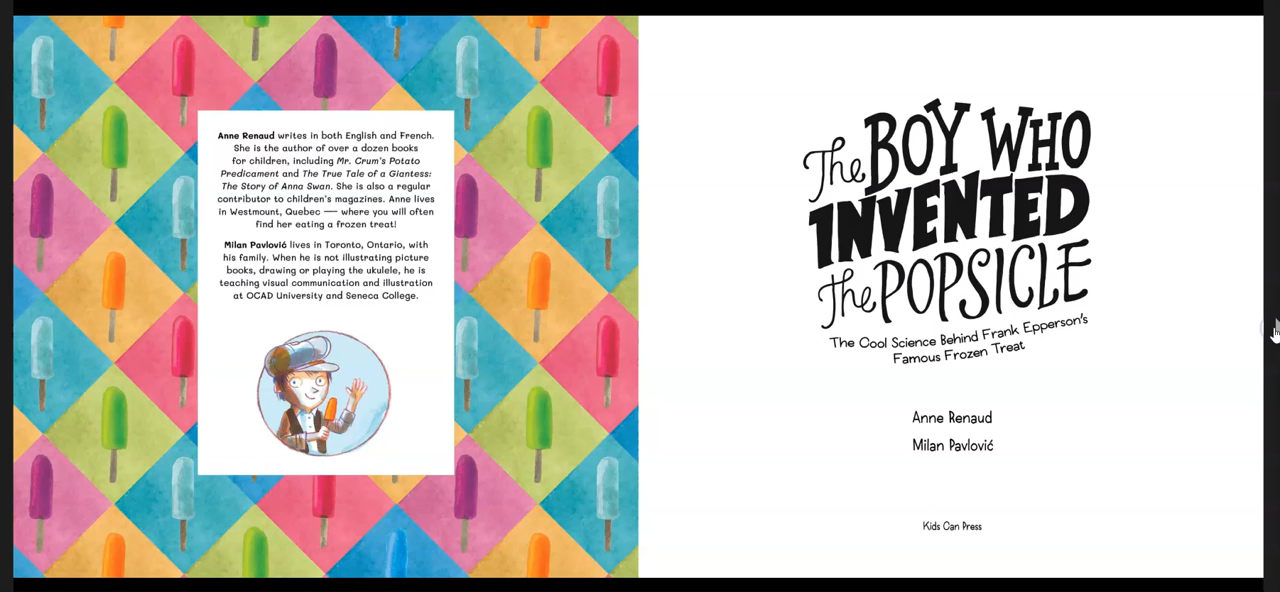 Anne Renaud writes in both English and French.
She is the author of over a dozen books
for children, including Mr. Crum's Potato
Predicament and The True Tale of a Giantess:
The Story of Anna Swan. She is also a regular
contributor to children's magazines. Anne lives
in Westmount, Quebec — where you will often
find her eating a frozen treat!
Milan Pavlović lives in Toronto, Ontario, with
his family. When he is not illustrating picture
books, drawing or playing the ukulele, he is
teaching visual communication and illustration
at OCAD University and Seneca College.
The BOY WHO
INVENTED
the POPSICLE
The Cool Science Behind Frank Epperson's
Famous Frozen Treat
Anne Renaud
Milan Pavlović
Kids Can Press